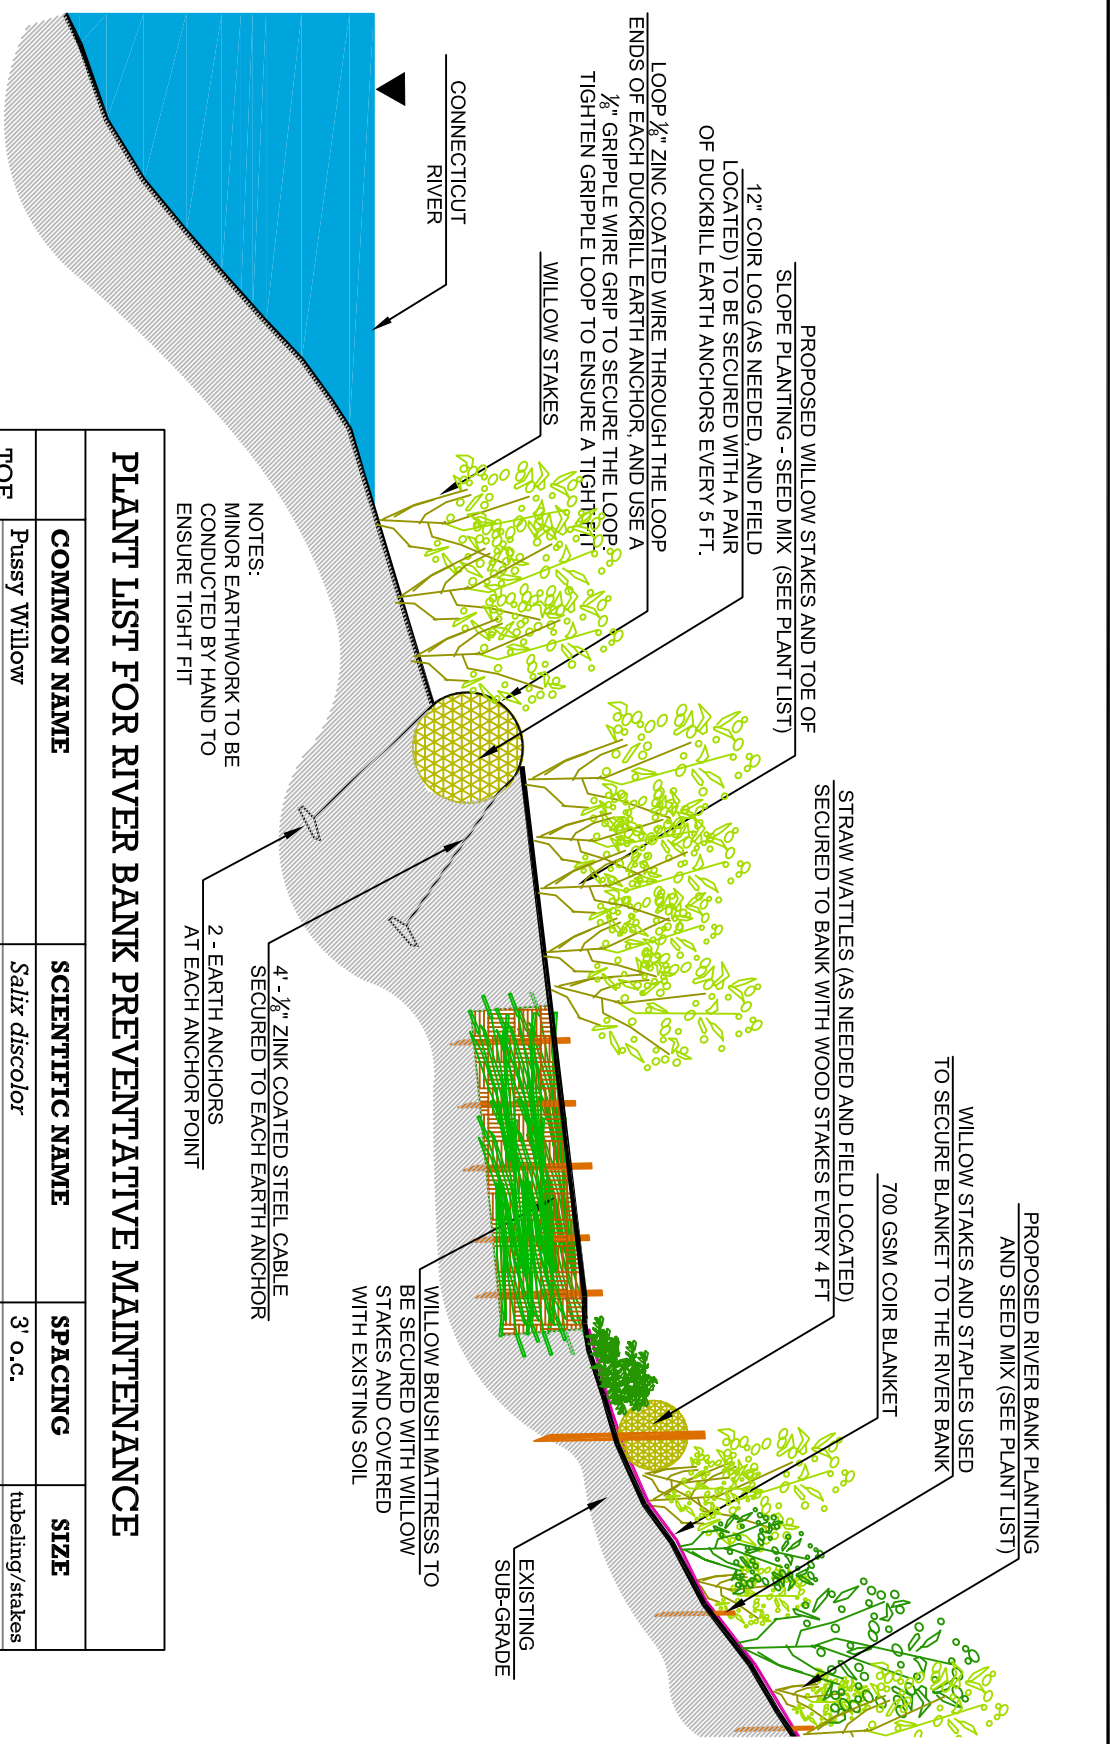 PROPOSED RIVER BANK PLANTING
AND SEED MIX (SEE PLANT LIST)
WILLOW STAKES AND STAPLES USED
TO SECURE BLANKET TO THE RIVER BANK
700 GSM COIR BLANKET
STRAW WATTLES (AS NEEDED AND FIELD LOCATED)
SECURED TO BANK WITH WOOD STAKES EVERY 4 FT
PROPOSED WILLOW STAKES AND TOE OF
SLOPE PLANTING - SEED MIX (SEE PLANT LIST)
12" COIR LOG (AS NEEDED, AND FIELD
LOCATED) TO BE SECURED WITH A PAIR
OF DUCKBILL EARTH ANCHORS EVERY 5 FT.
LOOP ⅛" ZINC COATED WIRE THROUGH THE LOOP
ENDS OF EACH DUCKBILL EARTH ANCHOR, AND USE A
⅛" GRIPPLE WIRE GRIP TO SECURE THE LOOP.
TIGHTEN GRIPPLE LOOP TO ENSURE A TIGHT FIT
WILLOW STAKES
CONNECTICUT
RIVER
EXISTING
SUB-GRADE
WILLOW BRUSH MATTRESS TO
BE SECURED WITH WILLOW
STAKES AND COVERED
WITH EXISTING SOIL
4' - ⅛" ZINK COATED STEEL CABLE
SECURED TO EACH EARTH ANCHOR
2 - EARTH ANCHORS
AT EACH ANCHOR POINT
NOTES:
MINOR EARTHWORK TO BE
CONDUCTED BY HAND TO
ENSURE TIGHT FIT
PLANT LIST FOR RIVER BANK PREVENTATIVE MAINTENANCE
COMMON NAME SCIENTIFIC NAME SPACING SIZE
TOE Pussy Willow Salix discolor 3' o.c. tubeling/stakes